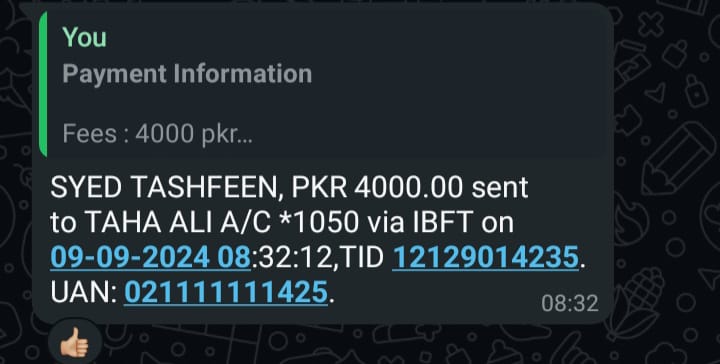 You
Payment Information
Fees : 4000 pkr...
SYED TASHFEEN, PKR 4000.00 sent
to TAHA ALI A/C *1050 via IBFT on
09-09-2024 08:32:12,TID 12129014235.
UAN: 021111111425.
08:32